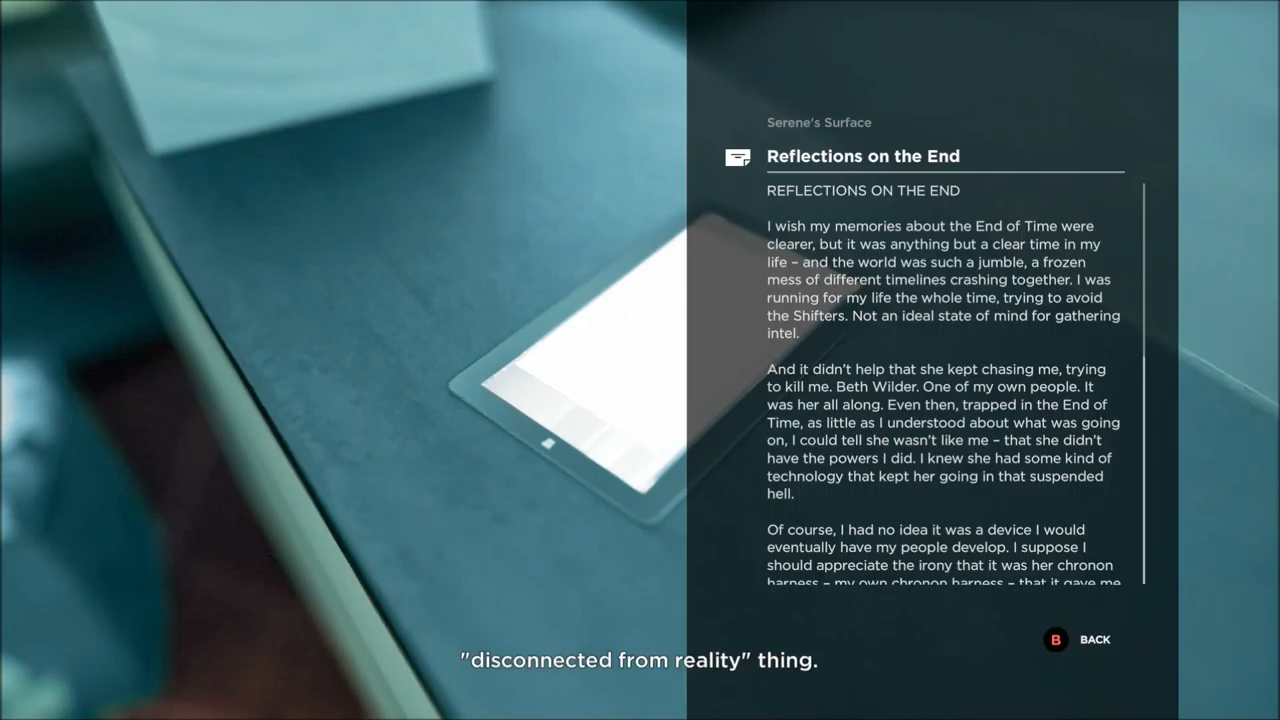 Serene's Surface
Reflections on the End
REFLECTIONS ON THE END
I wish my memories about the End of Time were
clearer, but it was anything but a clear time in my
life – and the world was such a jumble, a frozen
mess of different timelines crashing together. I was
running for my life the whole time, trying to avoid
the Shifters. Not an ideal state of mind for gathering
intel.
And it didn't help that she kept chasing me, trying
to kill me. Beth Wilder. One of my own people. It
was her all along. Even then, trapped in the End of
Time, as little as I understood about what was going
on, I could tell she wasn't like me – that she didn't
have the powers I did. I knew she had some kind of
technology that kept her going in that suspended
hell.
Of course, I had no idea it was a device I would
eventually have my people develop. I suppose I
should appreciate the irony that it was her chronon
harness – my own chronon harness – that it gave me
B BACK
"disconnected from reality" thing.